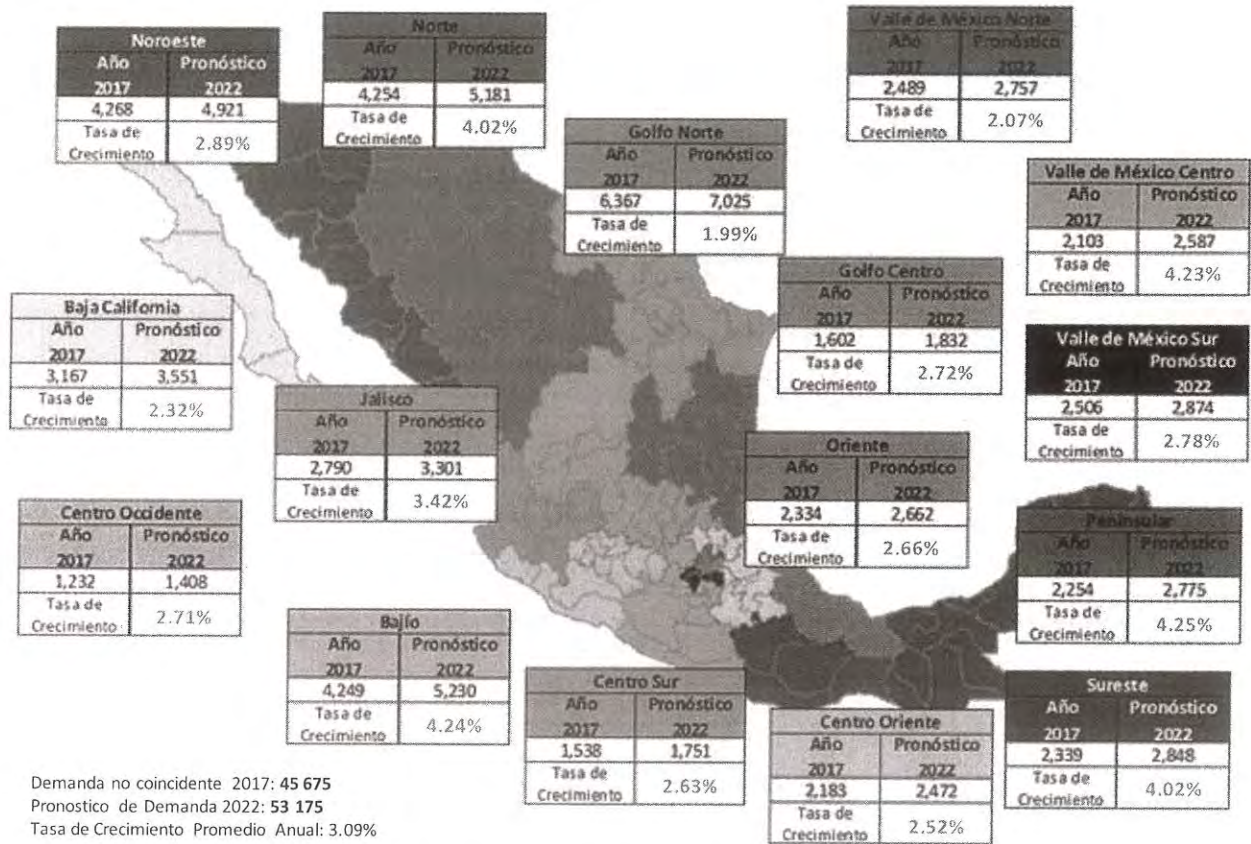 Noroeste
Año Pronóstico
2017 2022
4,268 4,921
Tasa de 2.89%
Crecimiento
Norte
Año Pronóstico
2017 2022
4,254 5,181
Tasa de 4.02%
Crecimiento
Valle de México Norte
Año Pronóstico
2017 2022
2,489 2,757
Tasa de 2.07%
Crecimiento
Golfo Norte
Año Pronóstico
2017 2022
6,367 7,025
Tasa de 1.99%
Crecimiento
Valle de México Centro
Año Pronóstico
2017 2022
2,103 2,587
Tasa de 4.23%
Crecimiento
Golfo Centro
Año Pronóstico
2017 2022
1,602 1,832
Tasa de 2.72%
Crecimiento
Baja California
Año Pronóstico
2017 2022
3,167 3,551
Tasa de 2.32%
Crecimiento
Valle de México Sur
Año Pronóstico
2017 2022
2,506 2,874
Tasa de 2.78%
Crecimiento
Jalisco
Año Pronóstico
2017 2022
2,790 3,301
Tasa de 3.42%
Crecimiento
Oriente
Año Pronóstico
2017 2022
2,334 2,662
Tasa de 2.66%
Crecimiento
Centro Occidente
Año Pronóstico
2017 2022
1,232 1,408
Tasa de 2.71%
Crecimiento
Peninsular
Año Pronóstico
2017 2022
2,254 2,775
Tasa de 4.25%
Crecimiento
Bajío
Año Pronóstico
2017 2022
4,249 5,230
Tasa de 4.24%
Crecimiento
Centro Sur
Año Pronóstico
2017 2022
1,538 1,751
Tasa de 2.63%
Crecimiento
Centro Oriente
Año Pronóstico
2017 2022
2,183 2,472
Tasa de 2.52%
Crecimiento
Sureste
Año Pronóstico
2017 2022
2,339 2,848
Tasa de 4.02%
Crecimiento
Demanda no coincidente 2017: 45 675
Pronostico de Demanda 2022: 53 175
Tasa de Crecimiento Promedio Anual: 3.09%